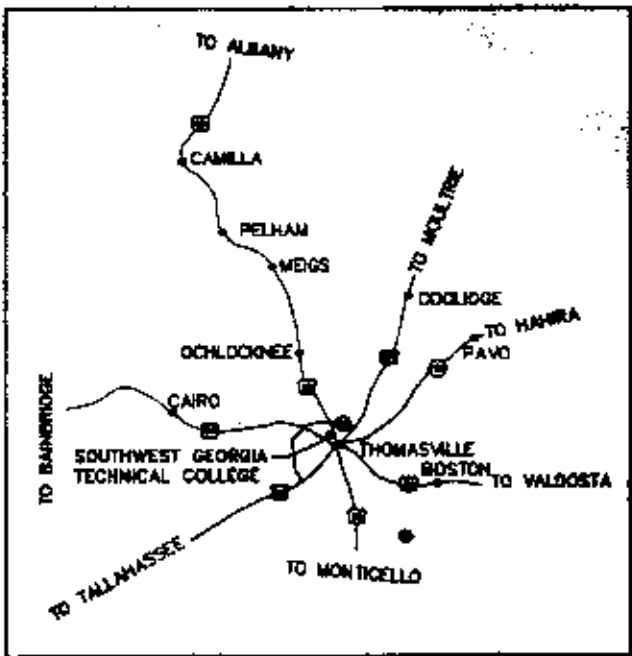 TO ALBANY
CAMILLA
PELHAM
MEIGS
TO MOULTRIE
COOLIDGE
TO HAHIRA
PAVO
OCHLOCKNEE
CAIRO
TO BAINBRIDGE
SOUTHWEST GEORGIA
TECHNICAL COLLEGE
THOMASVILLE
BOSTON
TO VALDOSTA
TO TALLAHASSEE
TO MONTICELLO